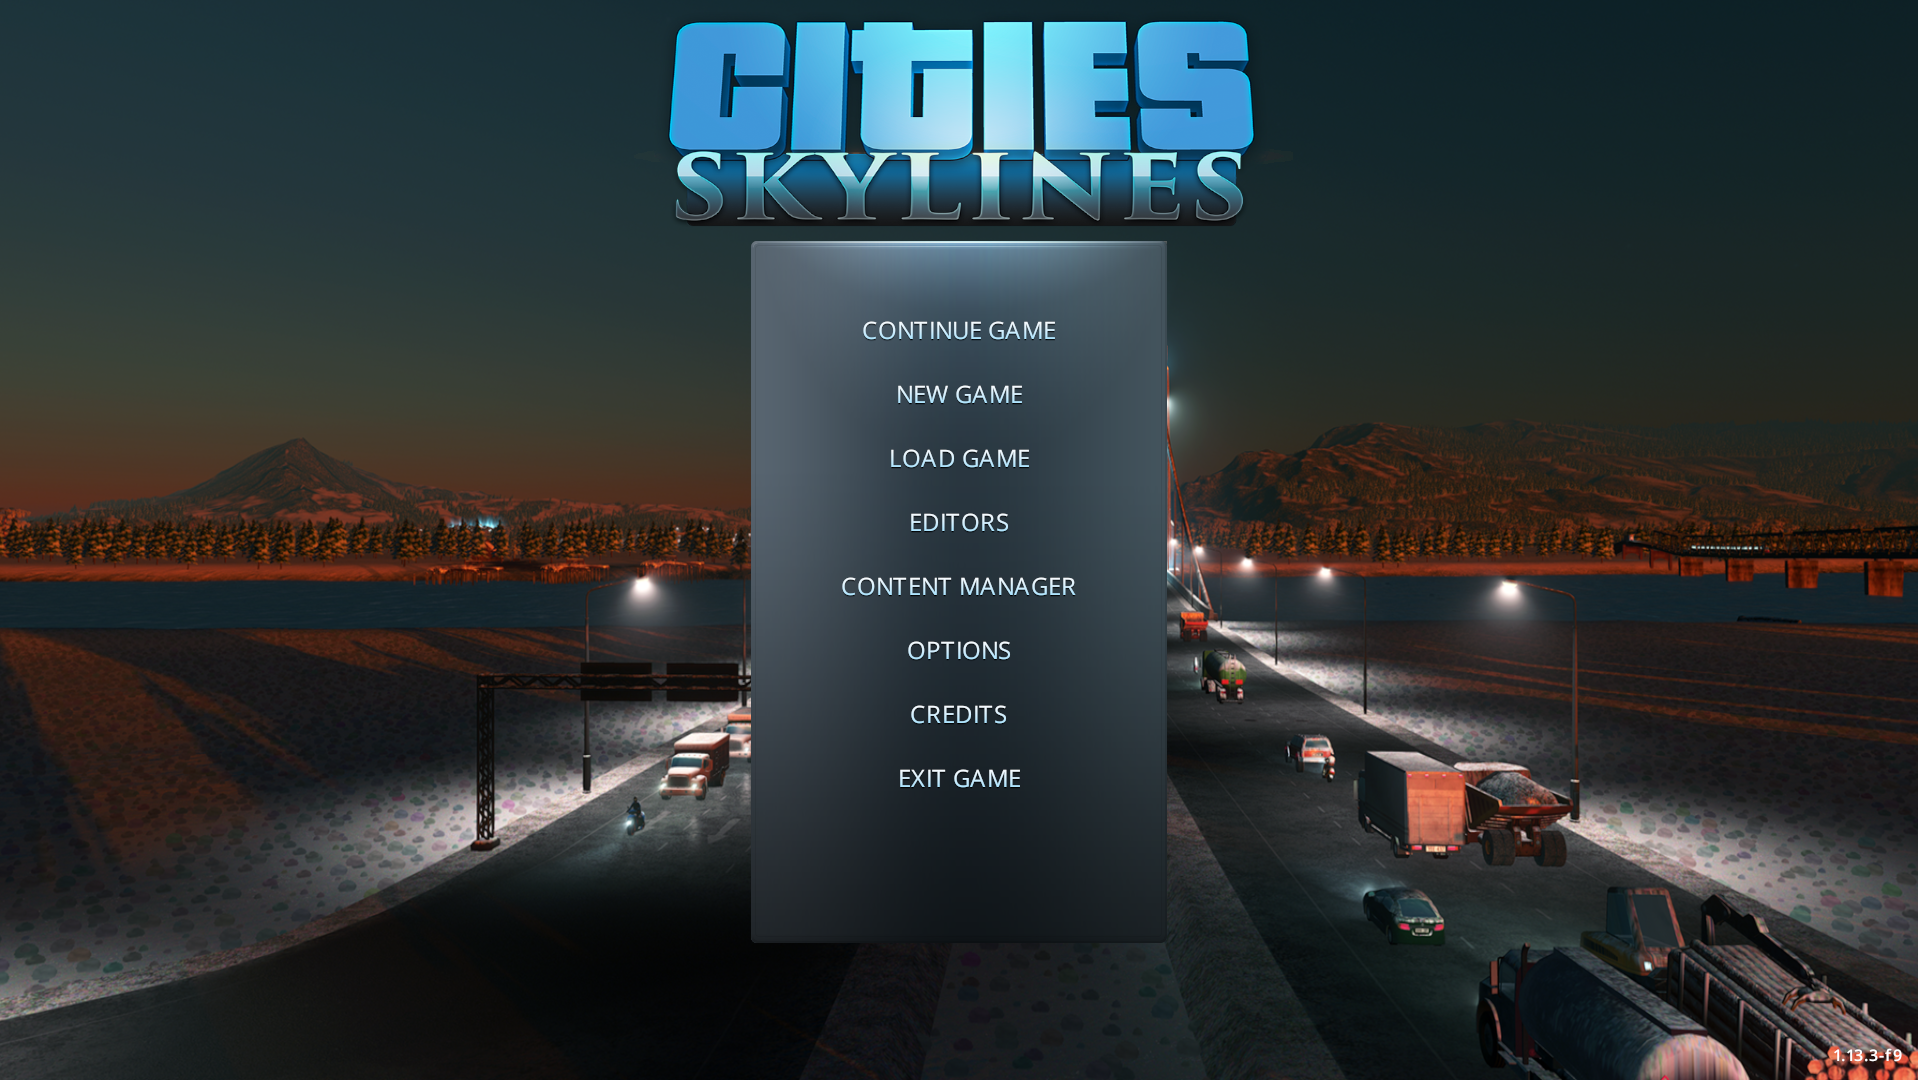 CITIES
SKYLINES
CONTINUE GAME
NEW GAME
LOAD GAME
EDITORS
CONTENT MANAGER
OPTIONS
CREDITS
EXIT GAME
1.13.3-f9